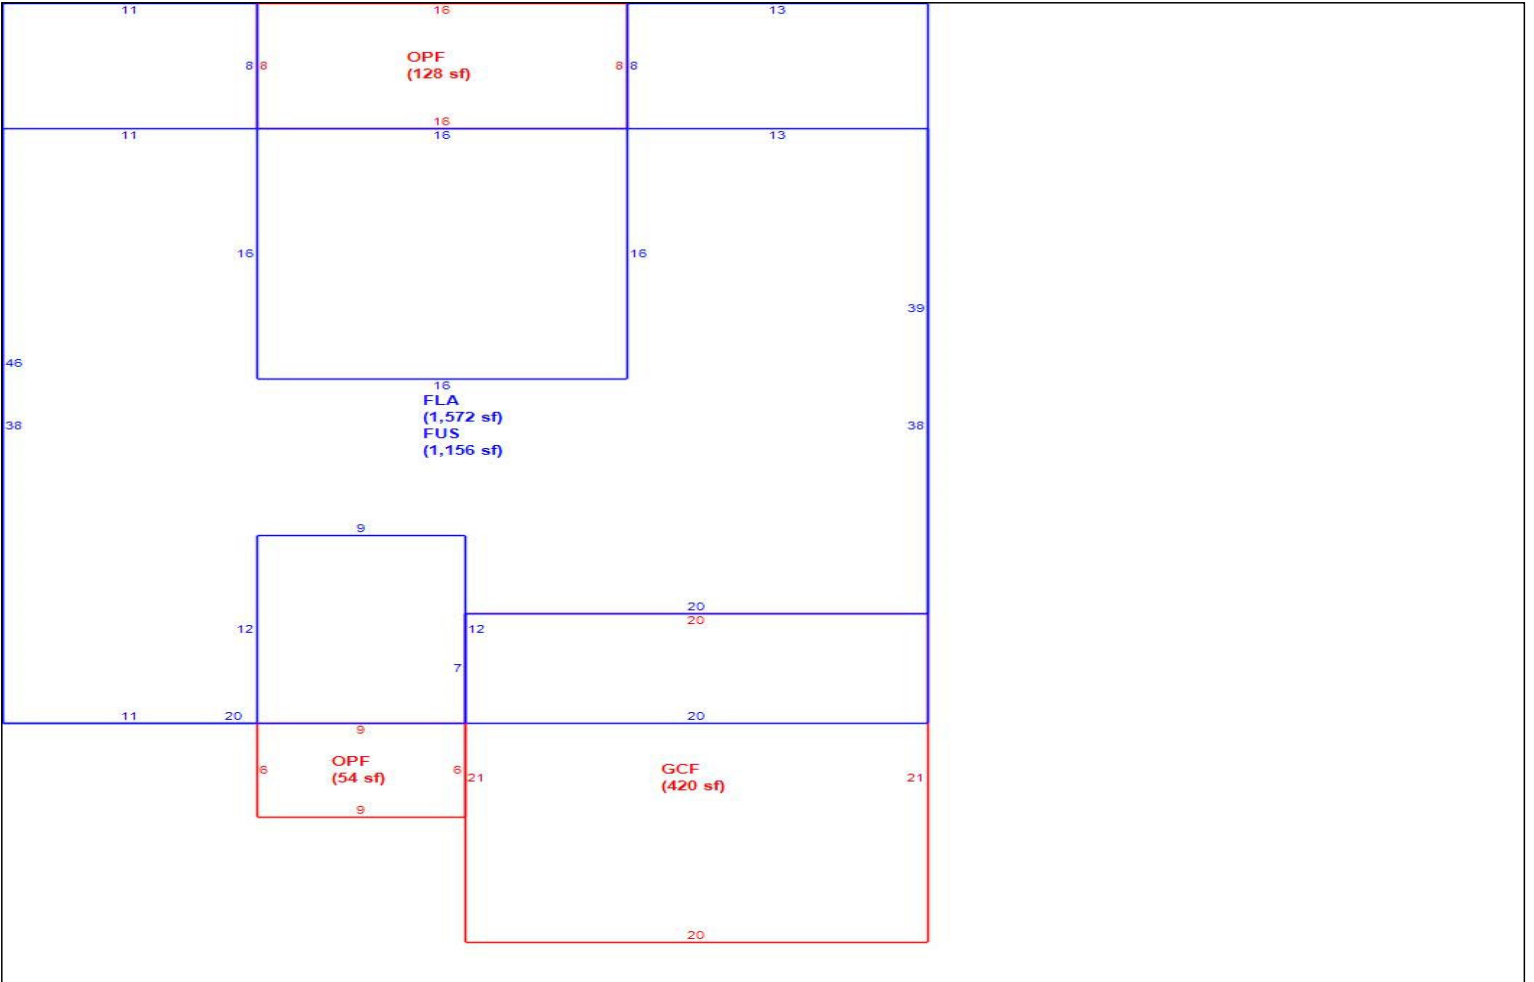 11 16 13
OPF
(128 sf)
8 8 8 8
16
11 16 13
16 16
39
46
16
FLA
(1,572 sf)
FUS
(1,156 sf)
38 38
9
20
20
12 12
7
11 20 20
9
OPF
(54 sf)
6 6 21
GCF
(420 sf)
21
9
20